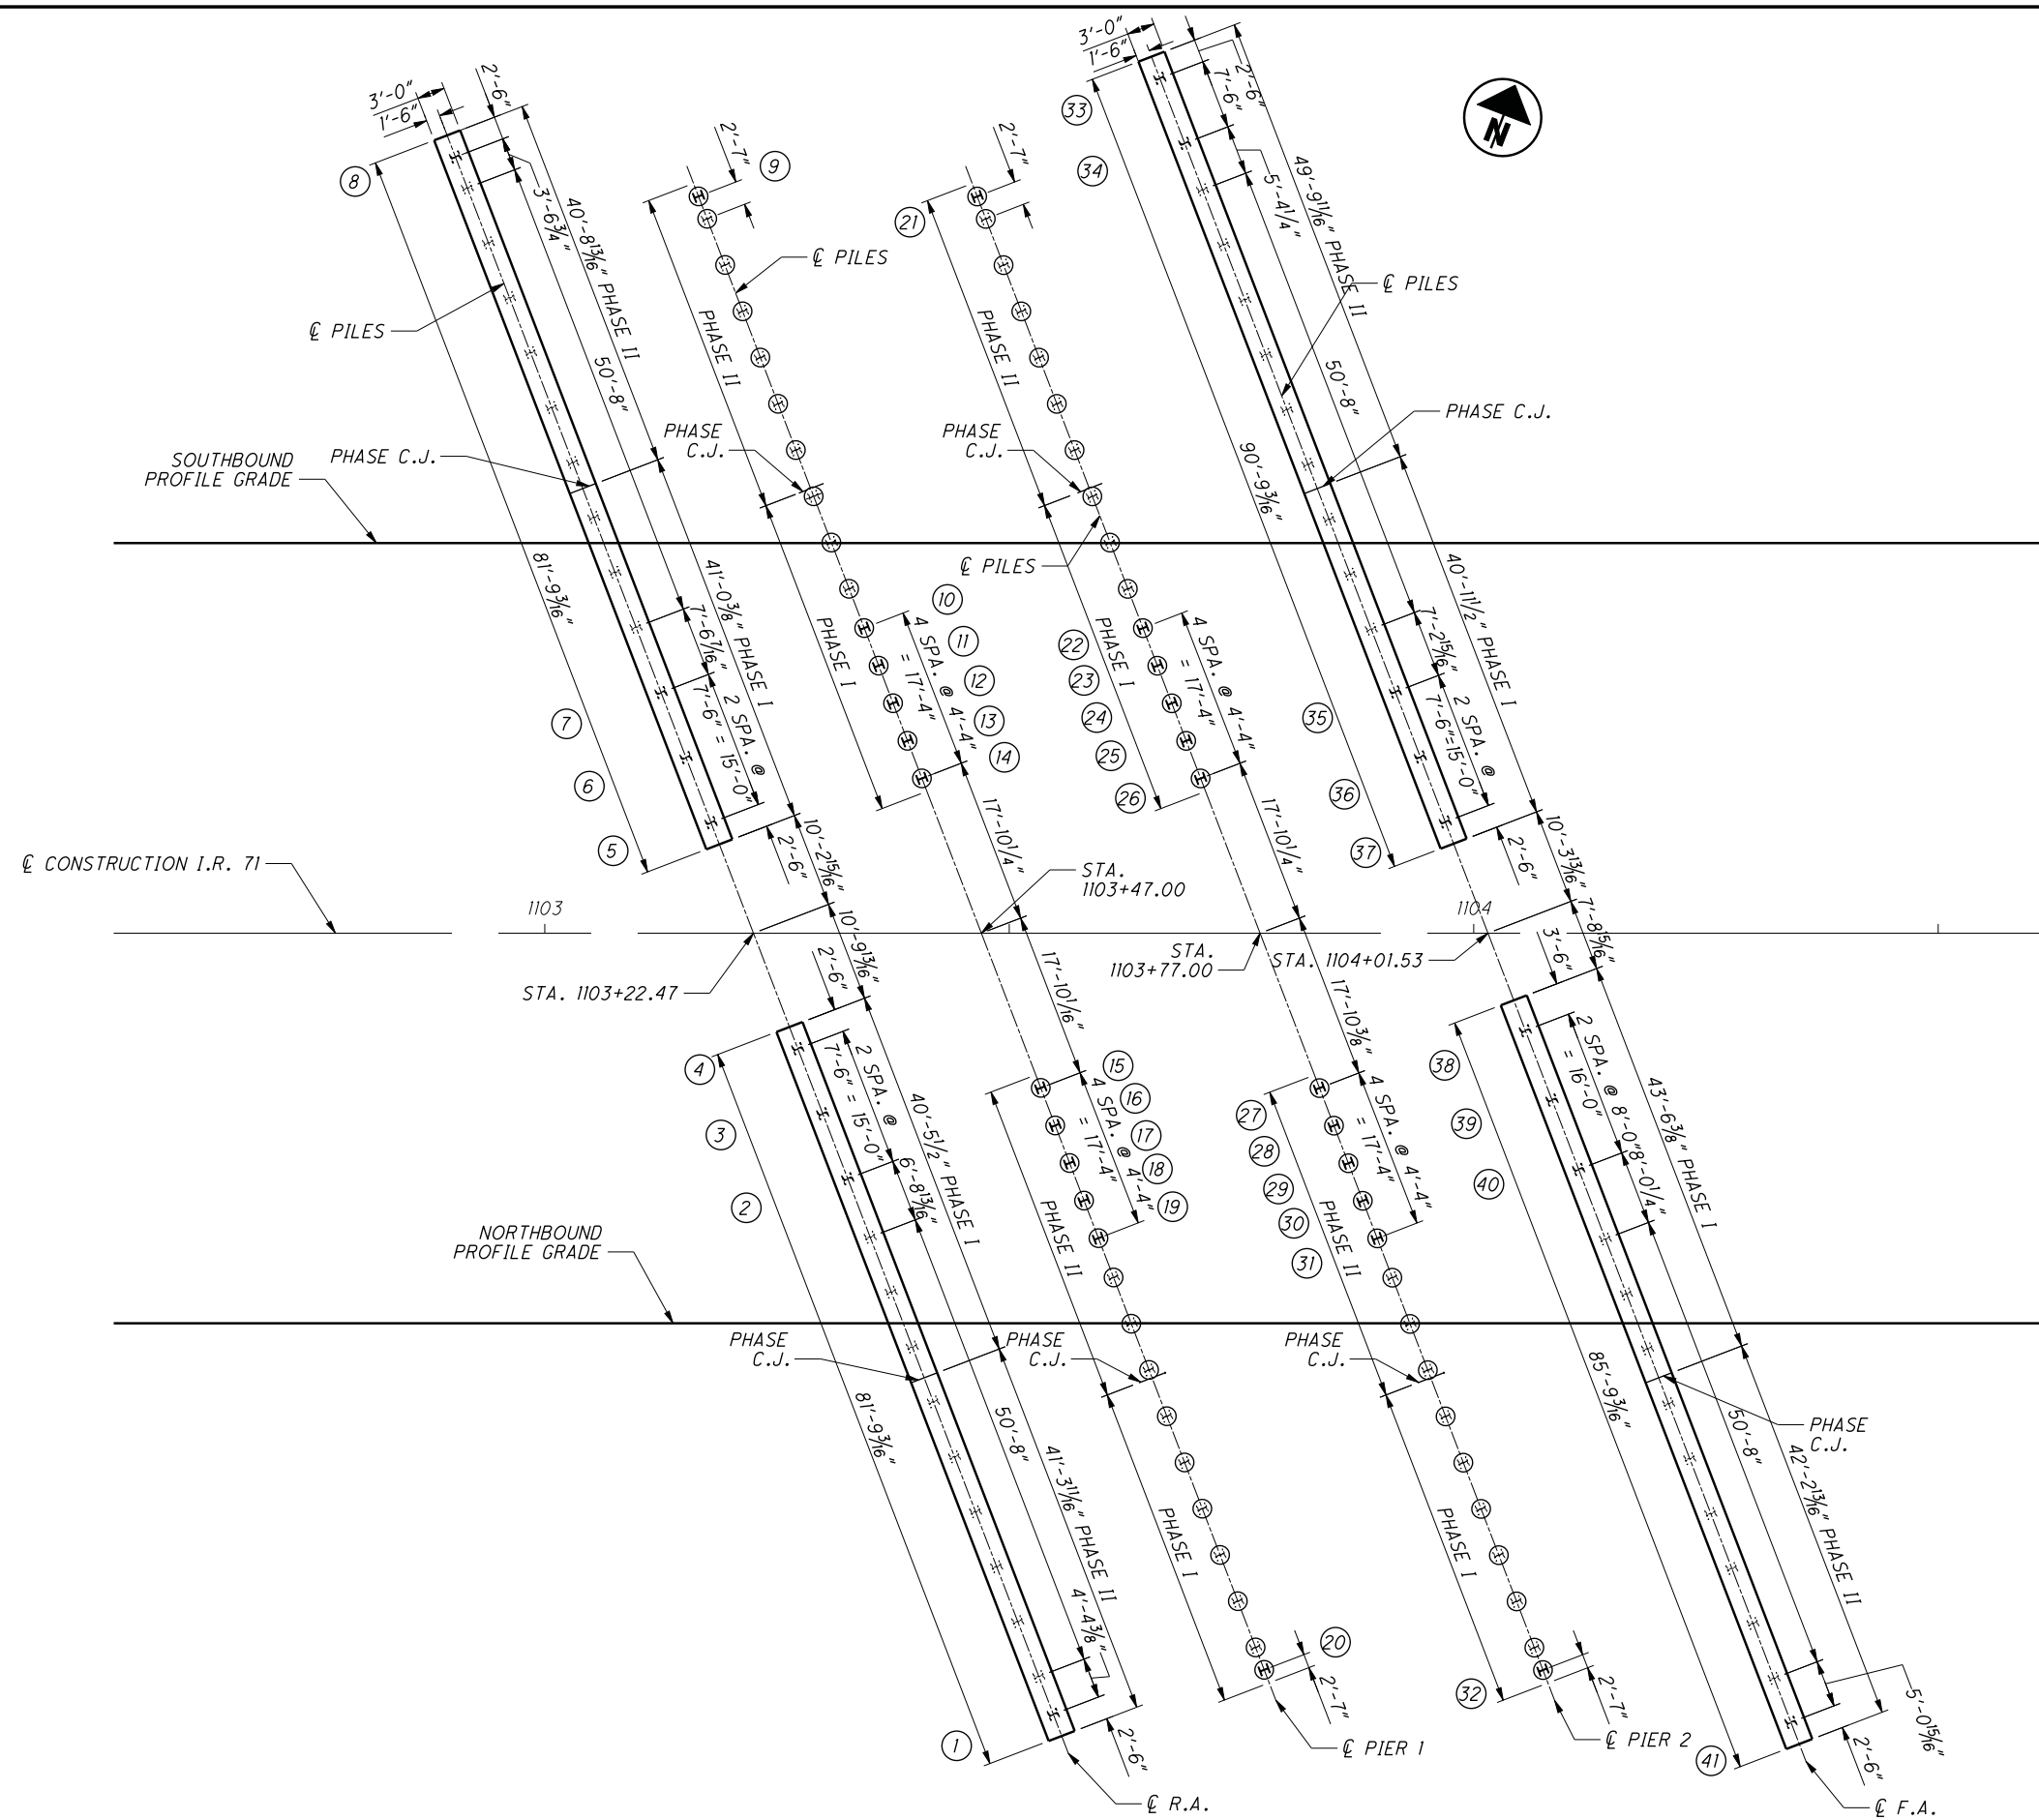 3'-0"
1'-6"
2'-6"
8
3'-6¾"
40'-8 13/16" PHASE II
℄ PILES
50'-8"
SOUTHBOUND
PROFILE GRADE
PHASE C.J.
81'-9 3/16"
41'-0 3/8" PHASE I
7'-6 7/16"
2 SPA. @
7'-6" = 15'-0"
7
6
5
2'-6"
10'-2 15/16"
2'-7"
9
℄ PILES
PHASE II
PHASE
C.J.
PHASE I
10
11
12
13
14
4 SPA. @ 4'-4"
= 17'-4"
17'-10 1/4"
2'-7"
21
PHASE II
PHASE
C.J.
℄ PILES
PHASE I
22
23
24
25
26
4 SPA. @ 4'-4"
= 17'-4"
17'-10 1/4"
3'-0"
1'-6"
2'-6"
7'-6"
33
34
5'-4 1/4"
49'-9 11/16" PHASE II
℄ PILES
50'-8"
PHASE C.J.
90'-9 3/16"
40'-11 1/2" PHASE I
7'-2 15/16"
2 SPA. @
7'-6"=15'-0"
35
36
37
2'-6"
10'-3 13/16"
N
℄ CONSTRUCTION I.R. 71
1103
1104
STA.
1103+47.00
STA.
1103+77.00
STA. 1104+01.53
STA. 1103+22.47
10'-9 13/16"
2'-6"
4
3
2
2 SPA. @
7'-6" = 15'-0"
6'-8 13/16"
40'-5 1/2" PHASE I
NORTHBOUND
PROFILE GRADE
PHASE
C.J.
81'-9 3/16"
50'-8"
41'-3 11/16" PHASE II
4'-4 3/8"
1
2'-6"
℄ R.A.
17'-10 1/16"
15
16
17
18
19
4 SPA. @ 4'-4"
= 17'-4"
PHASE II
PHASE
C.J.
PHASE I
20
2'-7"
℄ PIER 1
17'-10 3/8"
27
28
29
30
31
4 SPA. @ 4'-4"
= 17'-4"
PHASE II
PHASE
C.J.
PHASE I
32
2'-7"
℄ PIER 2
7'-8 15/16"
3'-6"
38
39
40
2 SPA. @ 8'-0"
= 16'-0"
8'-0 1/4"
43'-6 3/8" PHASE I
85'-9 3/16"
50'-8"
PHASE
C.J.
42'-2 13/16" PHASE II
5'-0 15/16"
41
2'-6"
℄ F.A.